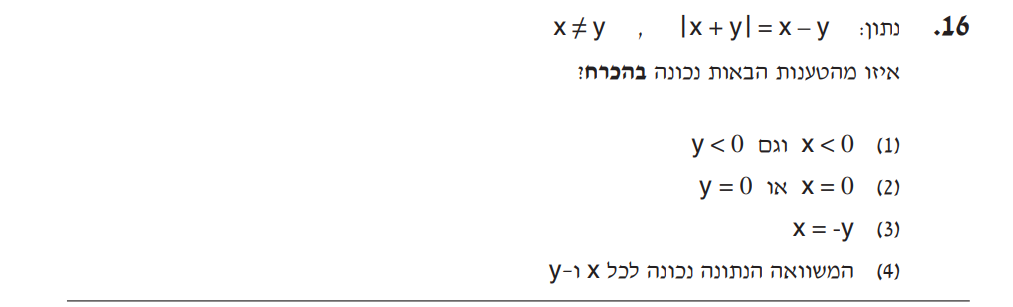 16. נתון: |x + y| = x – y , x ≠ y
איזו מהטענות הבאות נכונה בהכרח?
(1) x < 0 וגם y < 0
(2) x = 0 או y = 0
(3) x = -y
(4) המשוואה הנתונה נכונה לכל x ו-y